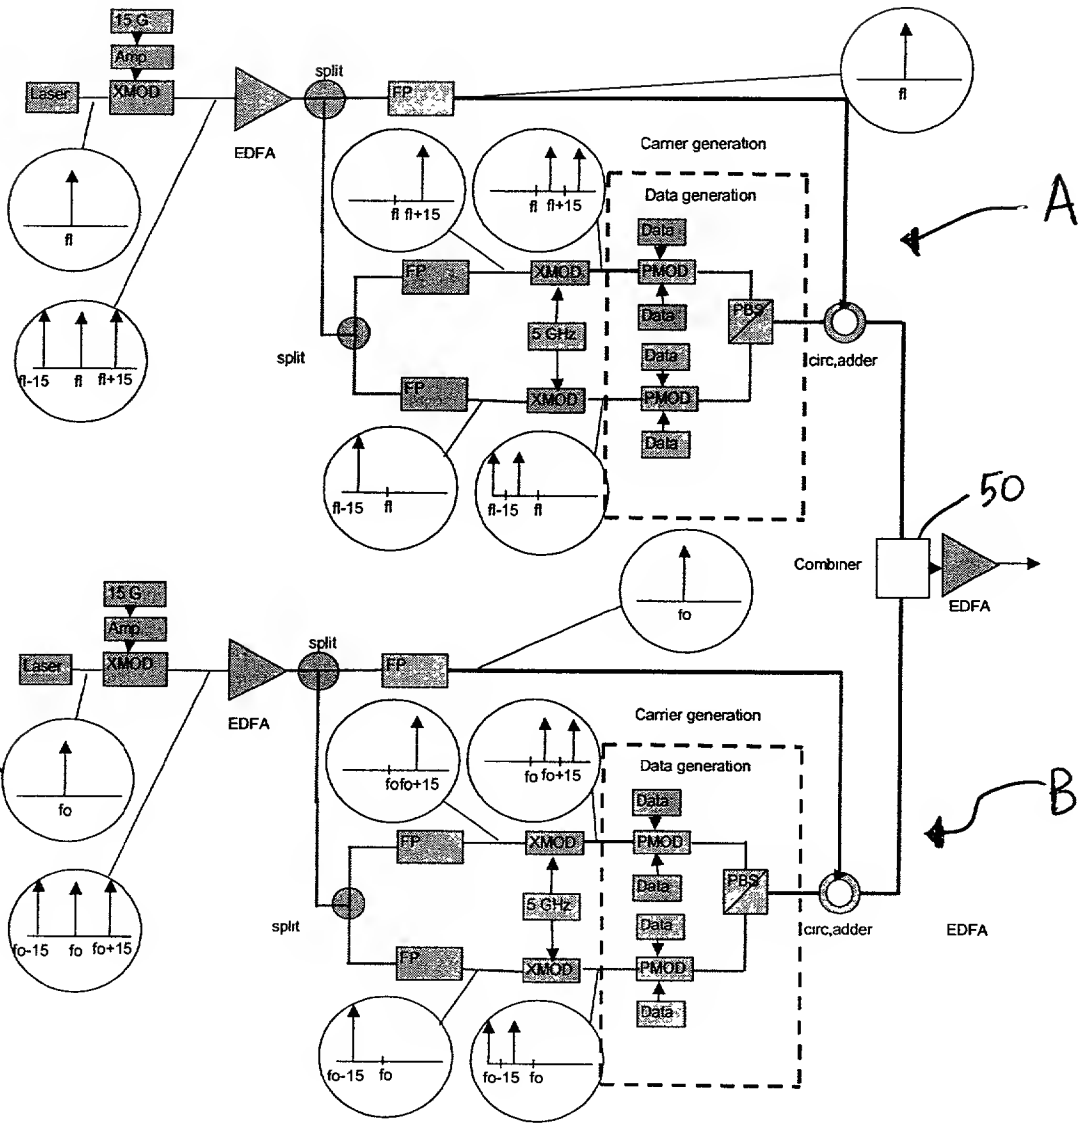 15 G
Amp
Laser
XMOD
EDFA
split
FP
fl
fl
fl-15 fl fl+15
Carrier generation
Data generation
A
fl fl+15
fl fl+15
Data
FP
XMOD
PMOD
Data
5 GHz
PBS
split
circ,adder
Data
FP
XMOD
PMOD
Data
fl-15 fl
fl-15 fl
50
Combiner
EDFA
15 G
Amp
Laser
XMOD
EDFA
split
FP
fo
fo
fo-15 fo fo+15
Carrier generation
Data generation
B
fo fo+15
fo fo+15
Data
FP
XMOD
PMOD
Data
5 GHz
PBS
split
circ,adder
EDFA
Data
FP
XMOD
PMOD
Data
fo-15 fo
fo-15 fo